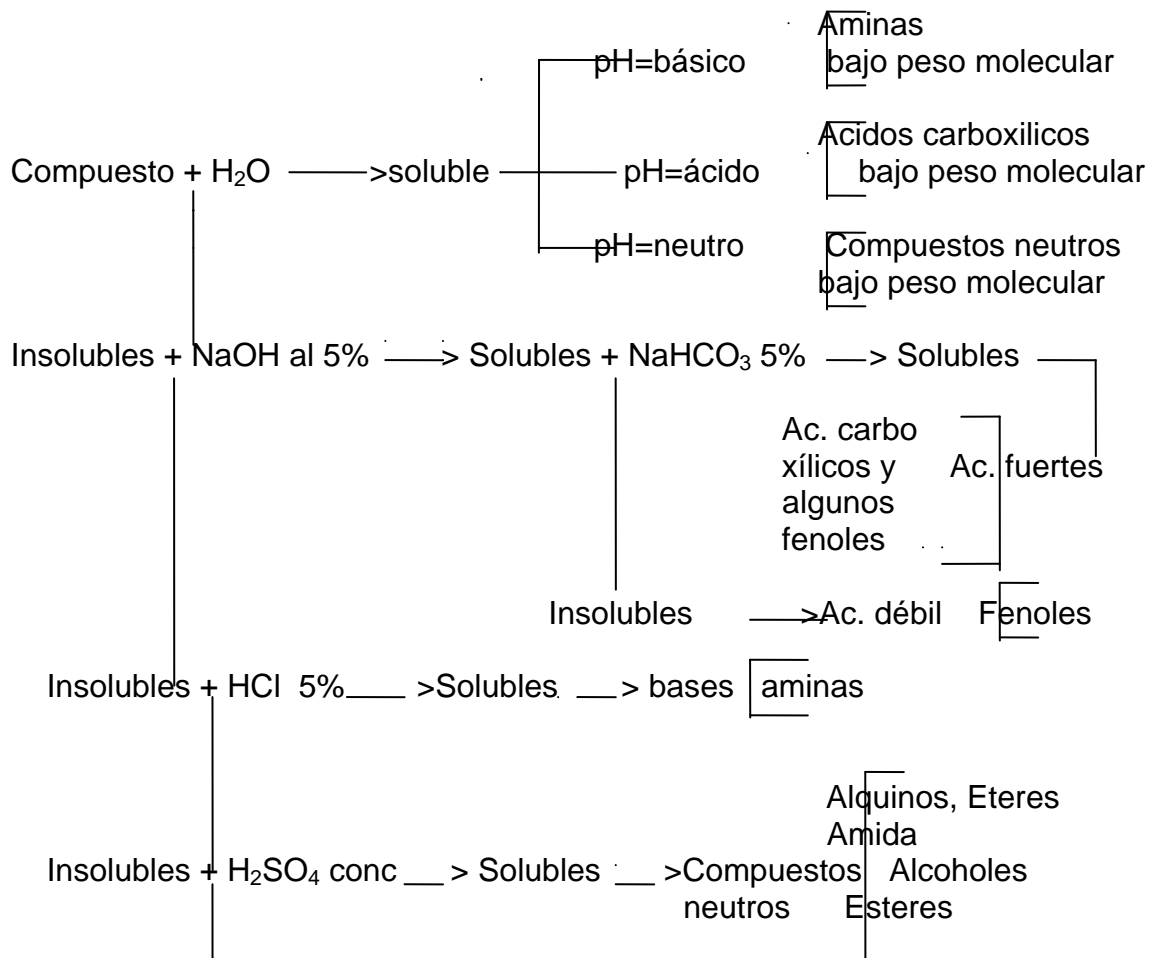 Aminas
pH=básico bajo peso molecular
Acidos carboxilicos
Compuesto + H₂O >soluble pH=ácido bajo peso molecular
pH=neutro Compuestos neutros
bajo peso molecular
Insolubles + NaOH al 5% > Solubles + NaHCO₃ 5% > Solubles
Ac. carbo
xílicos y Ac. fuertes
algunos
fenoles
Insolubles >Ac. débil Fenoles
Insolubles + HCl 5% >Solubles > bases aminas
Alquinos, Eteres
Amida
Insolubles + H₂SO₄ conc > Solubles >Compuestos Alcoholes
neutros Esteres